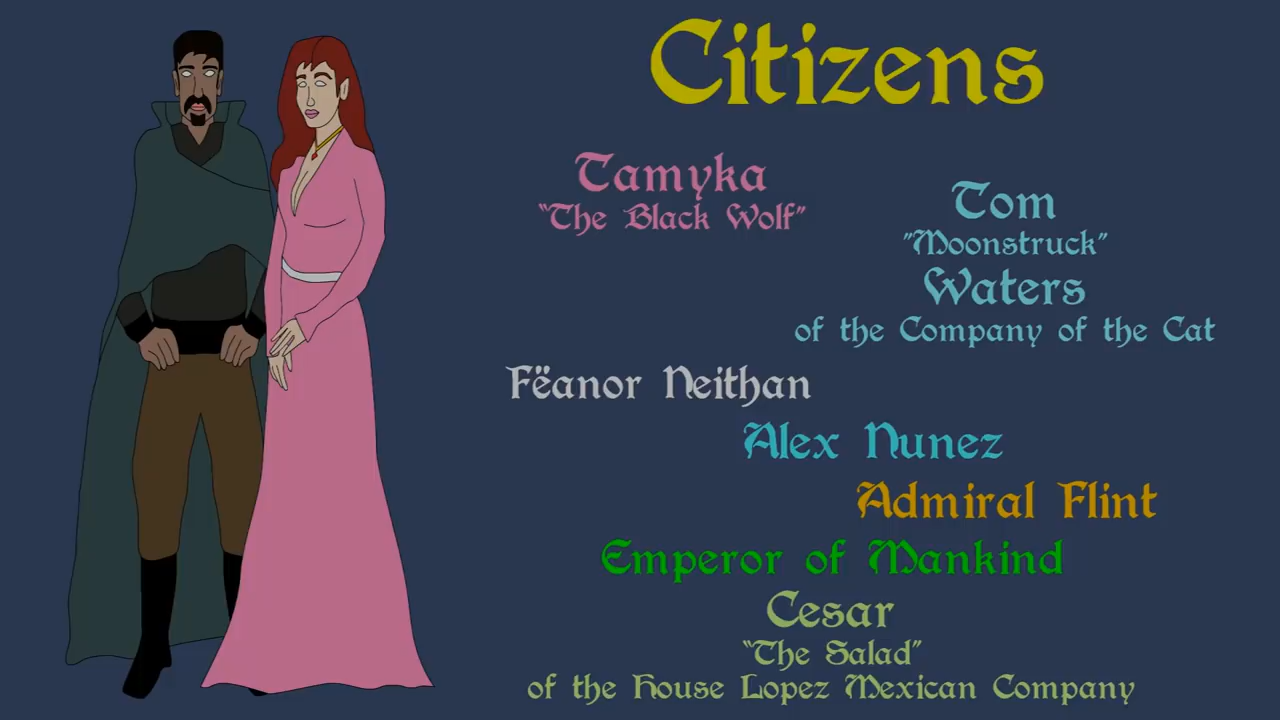 Citizens
Tamyka
"The Black Wolf"
Tom
"Moonstruck"
Waters
of the Company of the Cat
Fëanor Neithan
Alex Nunez
Admiral Flint
Emperor of Mankind
Cesar
"The Salad"
of the House Lopez Mexican Company